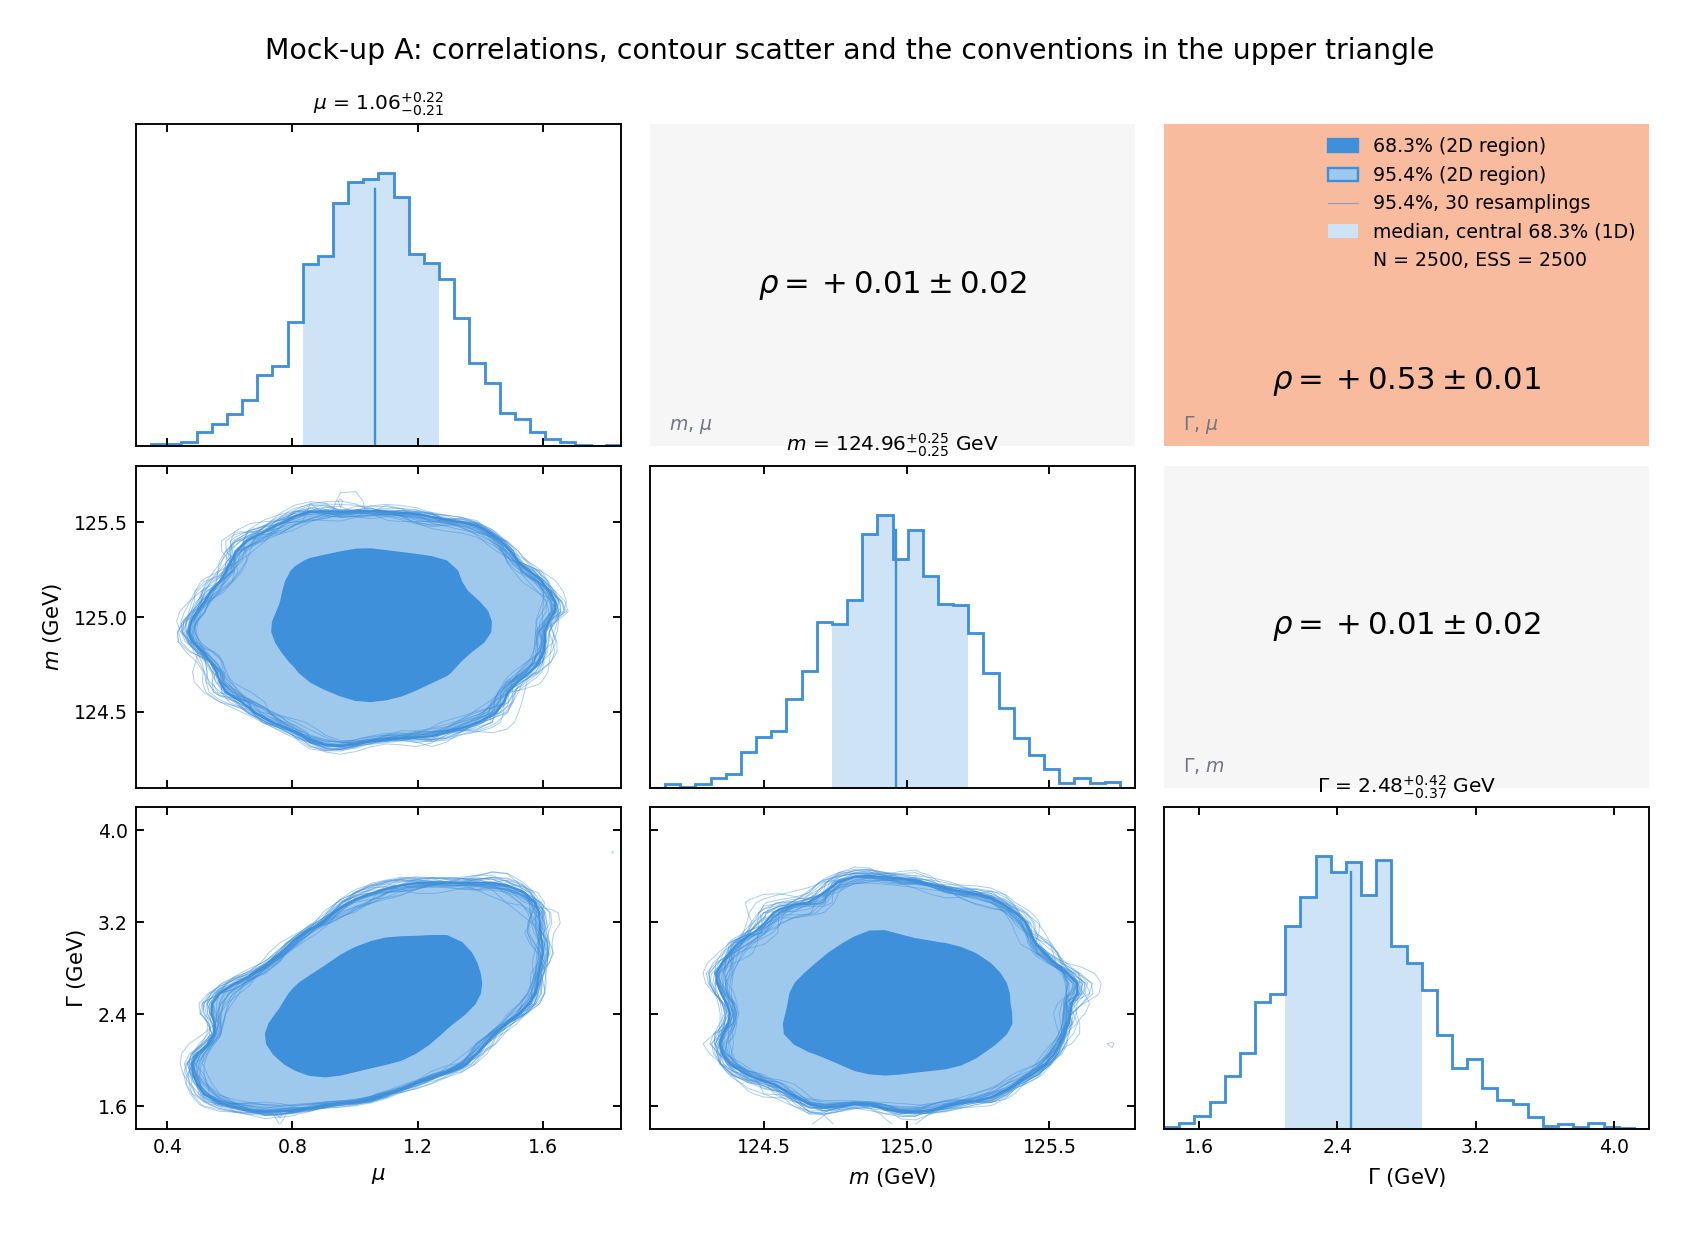 Mock-up A: correlations, contour scatter and the conventions in the upper triangle
μ = 1.06 +0.22 −0.21
68.3% (2D region)
95.4% (2D region)
95.4%, 30 resamplings
median, central 68.3% (1D)
N = 2500, ESS = 2500
ρ = +0.01 ± 0.02
m, μ
ρ = +0.53 ± 0.01
Γ, μ
m = 124.96 +0.25 −0.25 GeV
125.5
125.0
124.5
m (GeV)
ρ = +0.01 ± 0.02
Γ, m
Γ = 2.48 +0.42 −0.37 GeV
4.0
3.2
2.4
1.6
Γ (GeV)
0.4 0.8 1.2 1.6
μ
124.5 125.0 125.5
m (GeV)
1.6 2.4 3.2 4.0
Γ (GeV)